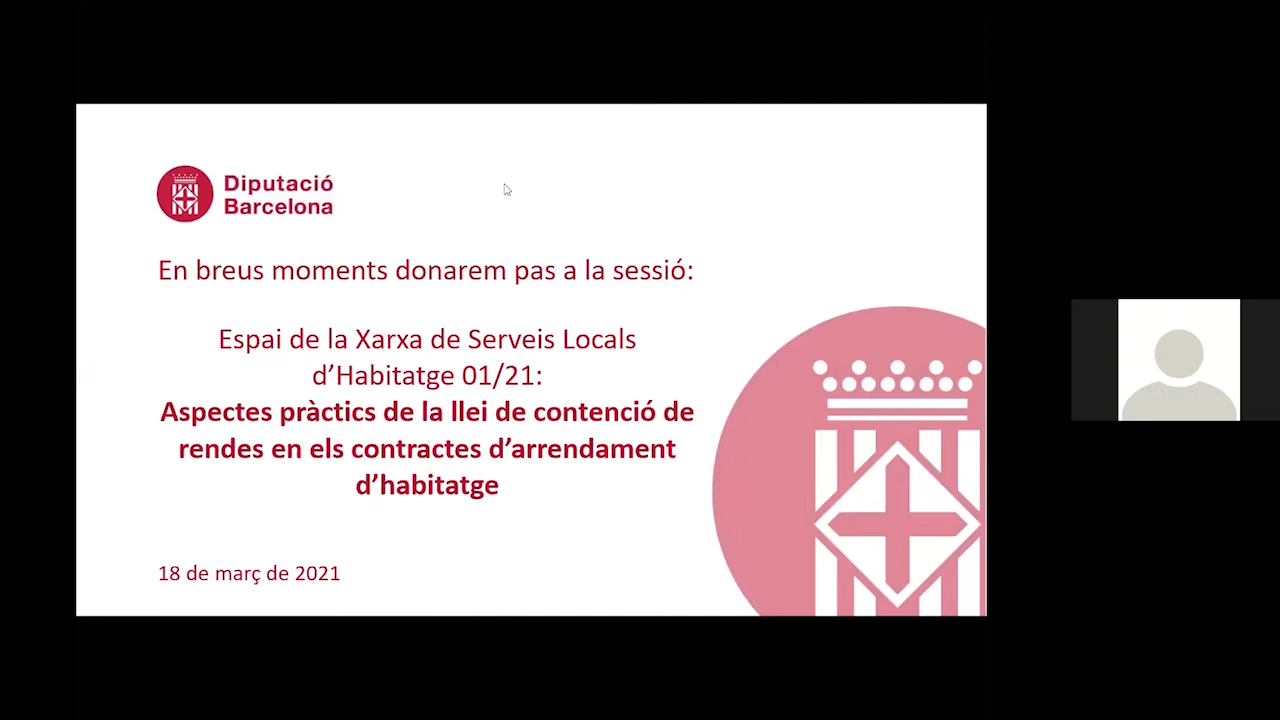 Diputació
Barcelona
En breus moments donarem pas a la sessió:
Espai de la Xarxa de Serveis Locals
d’Habitatge 01/21:
Aspectes pràctics de la llei de contenció de
rendes en els contractes d’arrendament
d’habitatge
18 de març de 2021